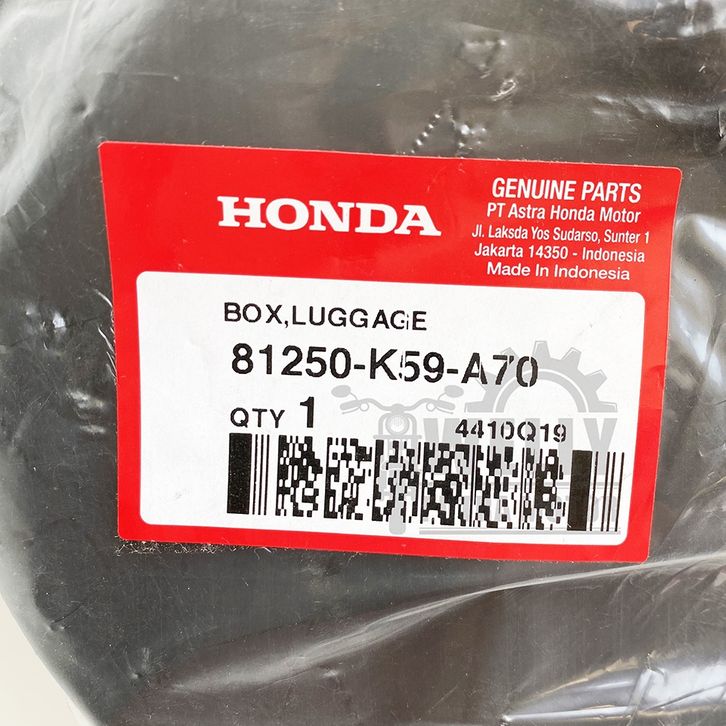 HONDA
GENUINE PARTS
PT Astra Honda Motor
Jl. Laksda Yos Sudarso, Sunter 1
Jakarta 14350 - Indonesia
Made In Indonesia
BOX,LUGGAGE
81250-K59-A70
QTY 1
4410Q19